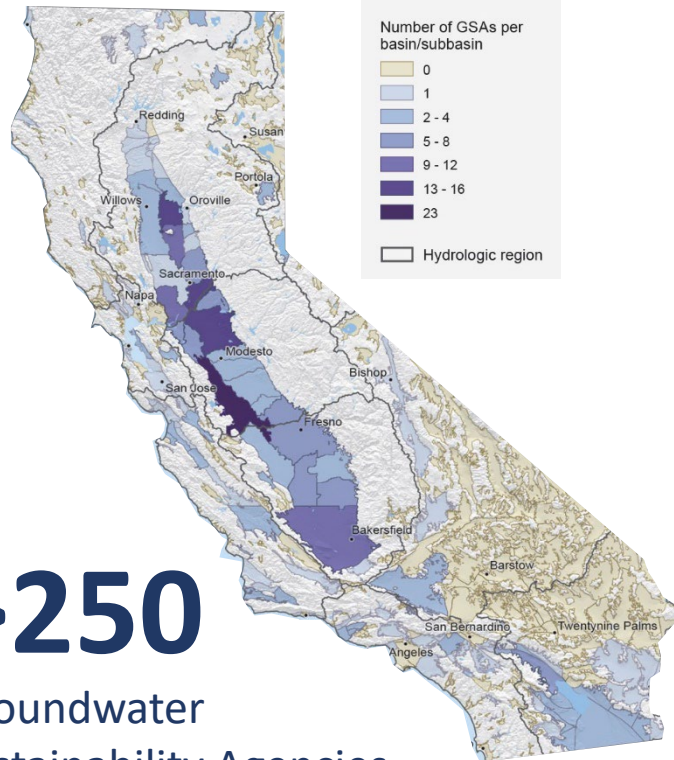 Number of GSAs per
basin/subbasin
0
1
2 - 4
5 - 8
9 - 12
13 - 16
23
Hydrologic region
Redding
Susan
Portola
Willows
Oroville
Sacramento
Napa
Modesto
Bishop
San Jose
Fresno
Bakersfield
Barstow
San Bernardino
Twentynine Palms
Angeles
250
oundwater
stainability Agencies